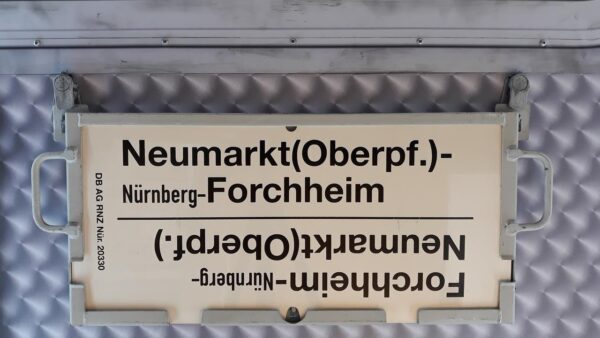 Neumarkt(Oberpf.)-
Nürnberg-Forchheim
Forchheim-Nürnberg-
Neumarkt(Oberpf.)
DB AG RNZ Nür. 20330